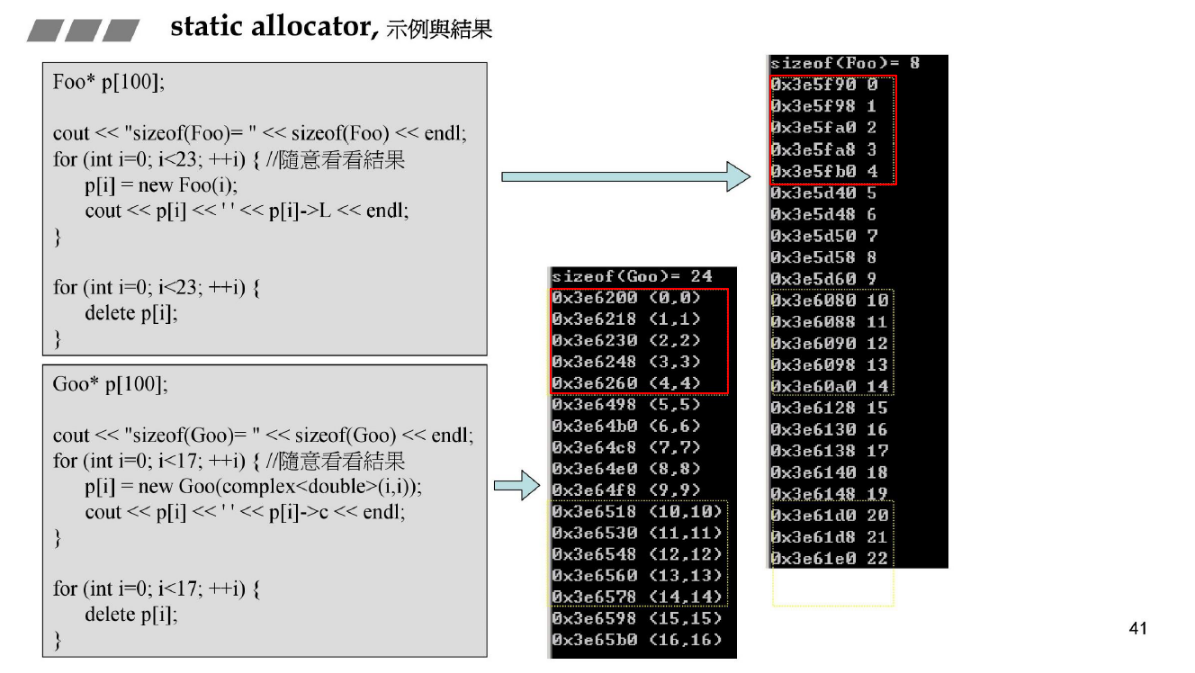 static allocator, 示例與結果
Foo* p[100];
cout << "sizeof(Foo)= " << sizeof(Foo) << endl;
for (int i=0; i<23; ++i) { //隨意看看結果
p[i] = new Foo(i);
cout << p[i] << ' ' << p[i]->L << endl;
}
for (int i=0; i<23; ++i) {
delete p[i];
}
Goo* p[100];
cout << "sizeof(Goo)= " << sizeof(Goo) << endl;
for (int i=0; i<17; ++i) { //隨意看看結果
p[i] = new Goo(complex<double>(i,i));
cout << p[i] << ' ' << p[i]->c << endl;
}
for (int i=0; i<17; ++i) {
delete p[i];
}
sizeof(Goo)= 24
0x3e6200 (0,0)
0x3e6218 (1,1)
0x3e6230 (2,2)
0x3e6248 (3,3)
0x3e6260 (4,4)
0x3e6498 (5,5)
0x3e64b0 (6,6)
0x3e64c8 (7,7)
0x3e64e0 (8,8)
0x3e64f8 (9,9)
0x3e6518 (10,10)
0x3e6530 (11,11)
0x3e6548 (12,12)
0x3e6560 (13,13)
0x3e6578 (14,14)
0x3e6598 (15,15)
0x3e65b0 (16,16)
sizeof(Foo)= 8
0x3e5f90 0
0x3e5f98 1
0x3e5fa0 2
0x3e5fa8 3
0x3e5fb0 4
0x3e5d40 5
0x3e5d48 6
0x3e5d50 7
0x3e5d58 8
0x3e5d60 9
0x3e6080 10
0x3e6088 11
0x3e6090 12
0x3e6098 13
0x3e60a0 14
0x3e6128 15
0x3e6130 16
0x3e6138 17
0x3e6140 18
0x3e6148 19
0x3e61d0 20
0x3e61d8 21
0x3e61e0 22
41